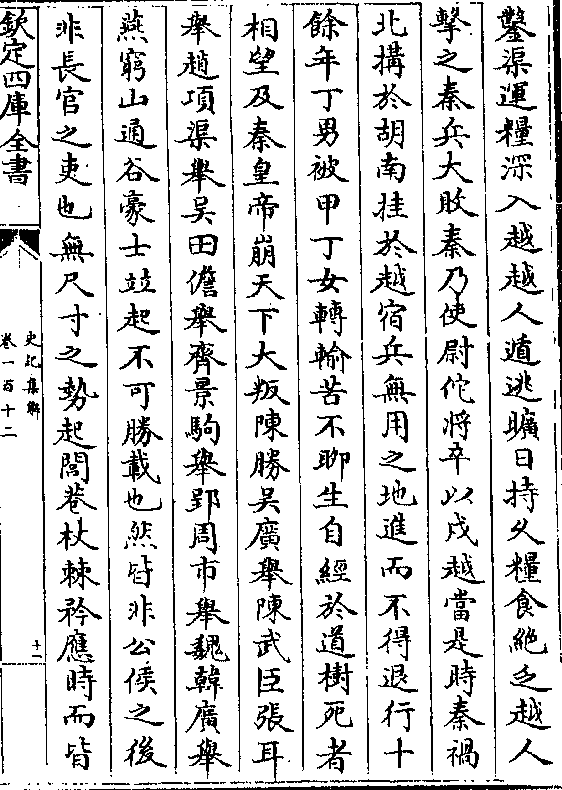 鑿渠運糧深入越越人遁逃曠日持久糧食絶乏越人
擊之秦兵大敗秦乃使尉佗將卒以戍越當是時秦禍
北搆於胡南挂於越宿兵無用之地進而不得退行十
餘年丁男被甲丁女轉輸苦不聊生自經於道樹死者
相望及秦皇帝崩天下大叛陳勝吳廣舉陳武臣張耳
舉趙項梁舉吳田儋舉齊景駒舉郢周市舉魏韓廣舉
燕窮山通谷豪士竝起不可勝載也然皆非公侯之後
非長官之吏也無尺寸之勢起閭巷杖棘矜應時而皆
欽定四庫全書
史記集解
卷一百十二
十一